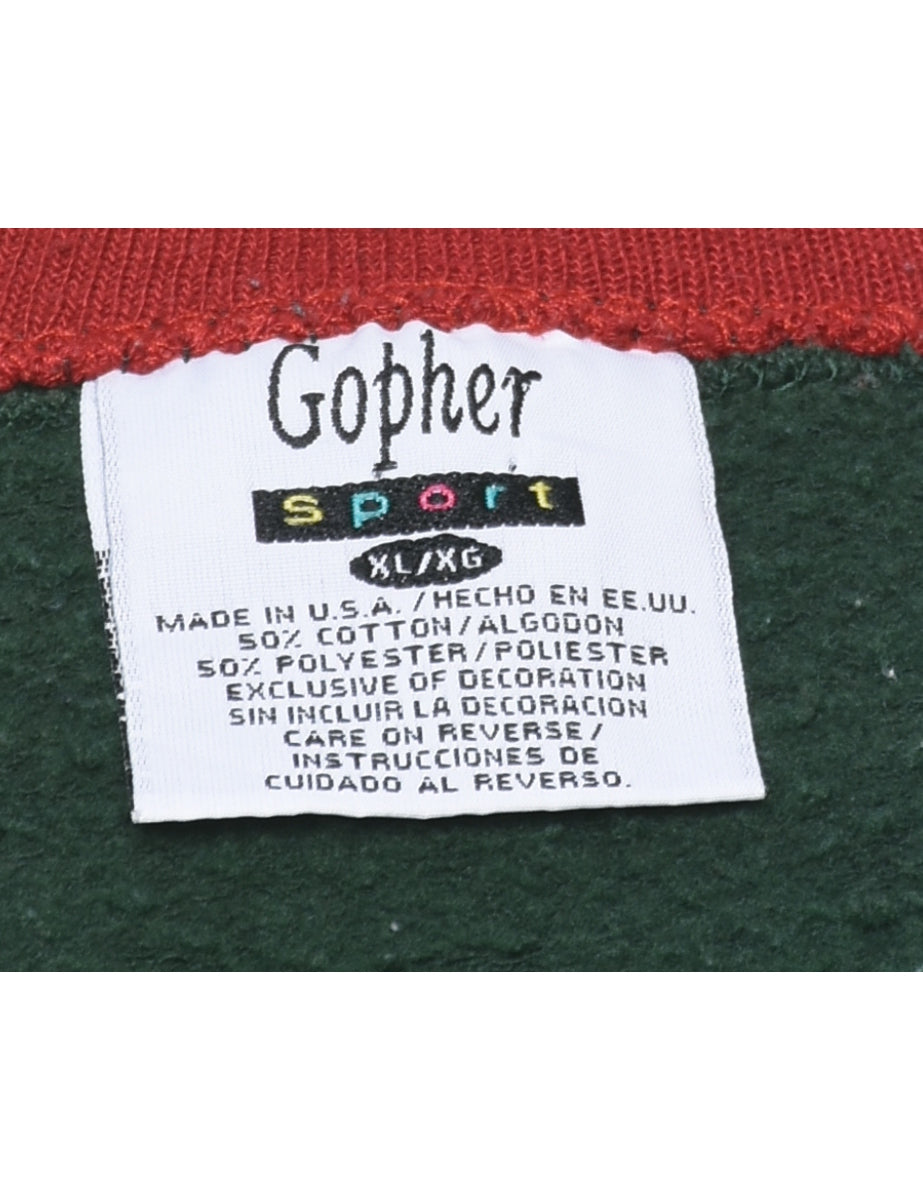 Gopher
sport
XL/XG
MADE IN U.S.A. / HECHO EN EE.UU.
50% COTTON/ALGODON
50% POLYESTER/POLIESTER
EXCLUSIVE OF DECORATION
SIN INCLUIR LA DECORACION
CARE ON REVERSE/
INSTRUCCIONES DE
CUIDADO AL REVERSO.